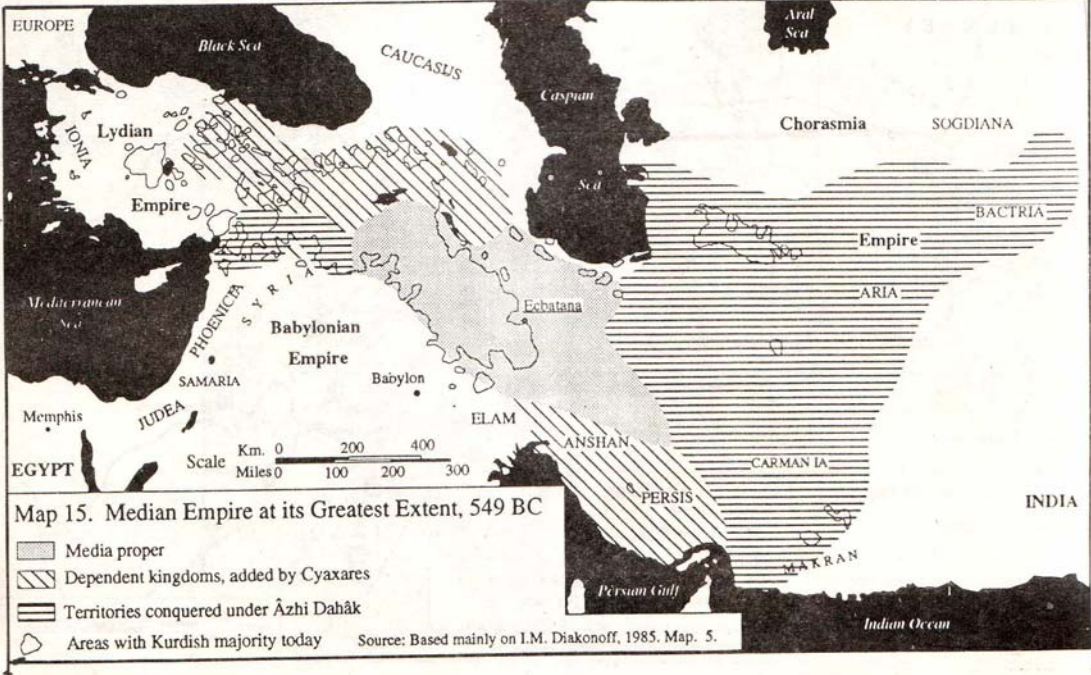 EUROPE
Black Sea
CAUCASUS
Aral
Sea
Caspian
Sea
Chorasmia
SOGDIANA
IONIA
Lydian
Empire
BACTRIA
Empire
ARIA
Mediterranean
Sea
PHOENICIA
SYRIA
Ecbatana
Babylonian
Empire
SAMARIA
Babylon
Memphis
JUDEA
ELAM
ANSHAN
EGYPT
Scale
Km. 0 200 400
Miles 0 100 200 300
CARMAN IA
PERSIS
INDIA
MAKRAN
Persian Gulf
Indian Ocean
Map 15. Median Empire at its Greatest Extent, 549 BC
Media proper
Dependent kingdoms, added by Cyaxares
Territories conquered under Âzhi Dahâk
Areas with Kurdish majority today Source: Based mainly on I.M. Diakonoff, 1985. Map. 5.